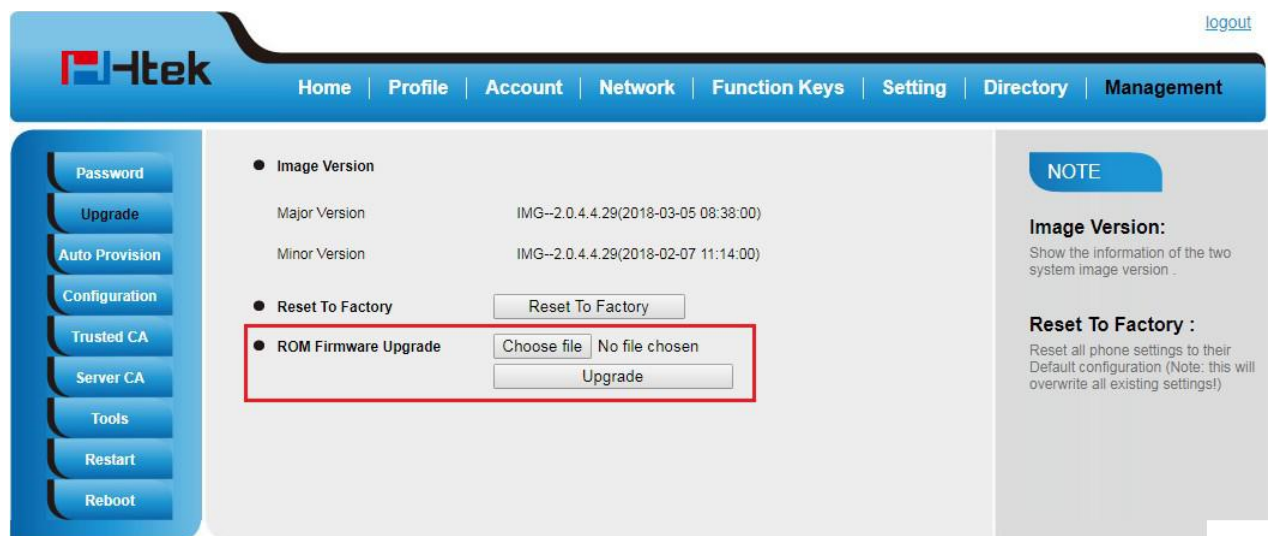 logout
Htek
Home | Profile | Account | Network | Function Keys | Setting | Directory | Management
Password
Upgrade
Auto Provision
Configuration
Trusted CA
Server CA
Tools
Restart
Reboot
Image Version
Major Version IMG--2.0.4.4.29(2018-03-05 08:38:00)
Minor Version IMG--2.0.4.4.29(2018-02-07 11:14:00)
Reset To Factory Reset To Factory
ROM Firmware Upgrade Choose file No file chosen
Upgrade
NOTE
Image Version:
Show the information of the two
system image version .
Reset To Factory :
Reset all phone settings to their
Default configuration (Note: this will
overwrite all existing settings!)